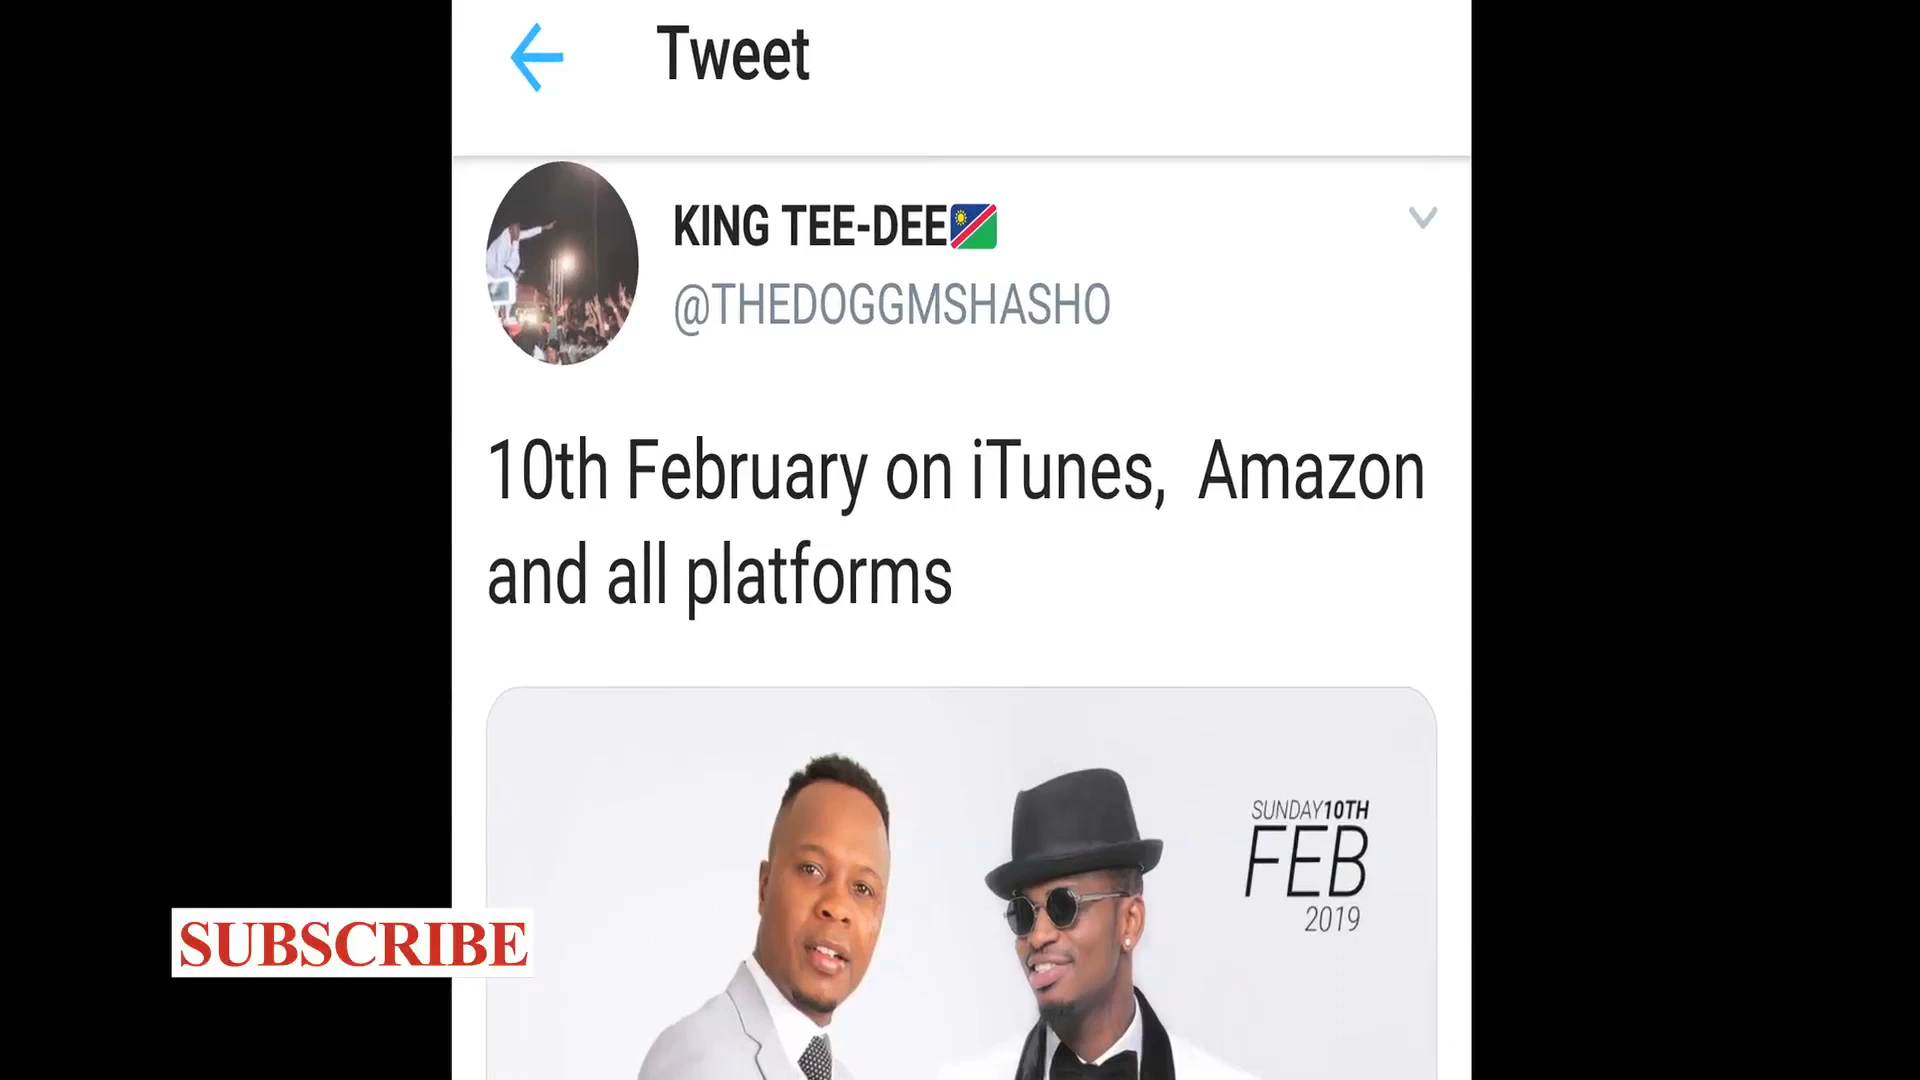 Tweet
KING TEE-DEE🇳🇦
@THEDOGGMSHASHO
10th February on iTunes, Amazon
and all platforms
SUNDAY10TH
FEB
2019
SUBSCRIBE